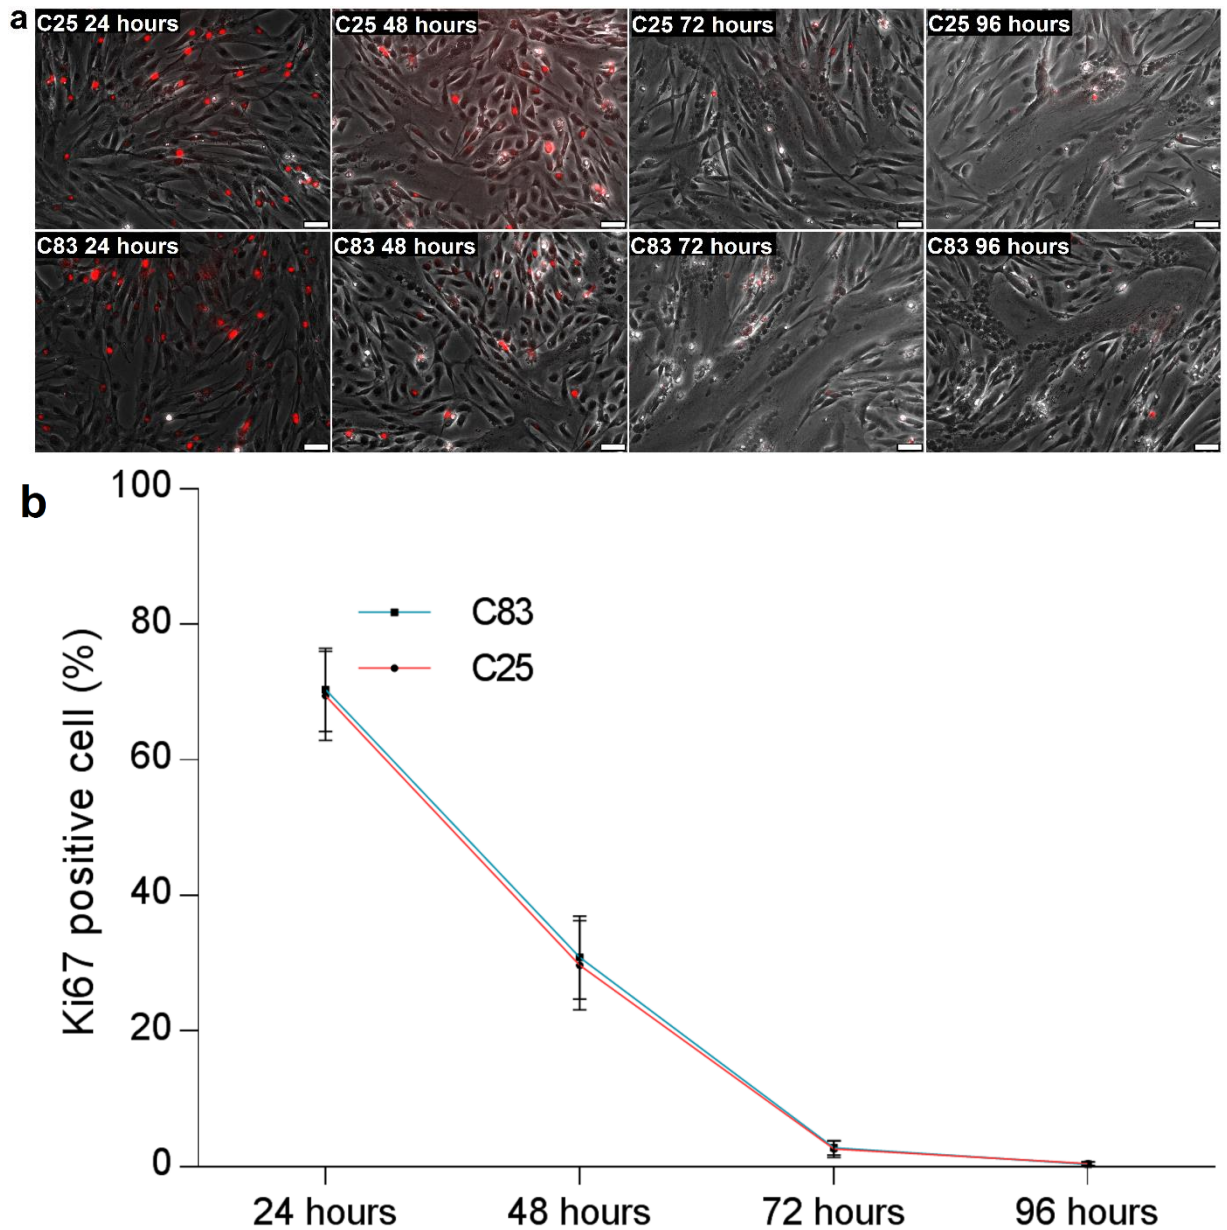 a
C25 24 hours
C25 48 hours
C25 72 hours
C25 96 hours
C83 24 hours
C83 48 hours
C83 72 hours
C83 96 hours
b
100
80
60
40
20
0
Ki67 positive cell (%)
C83
C25
24 hours
48 hours
72 hours
96 hours